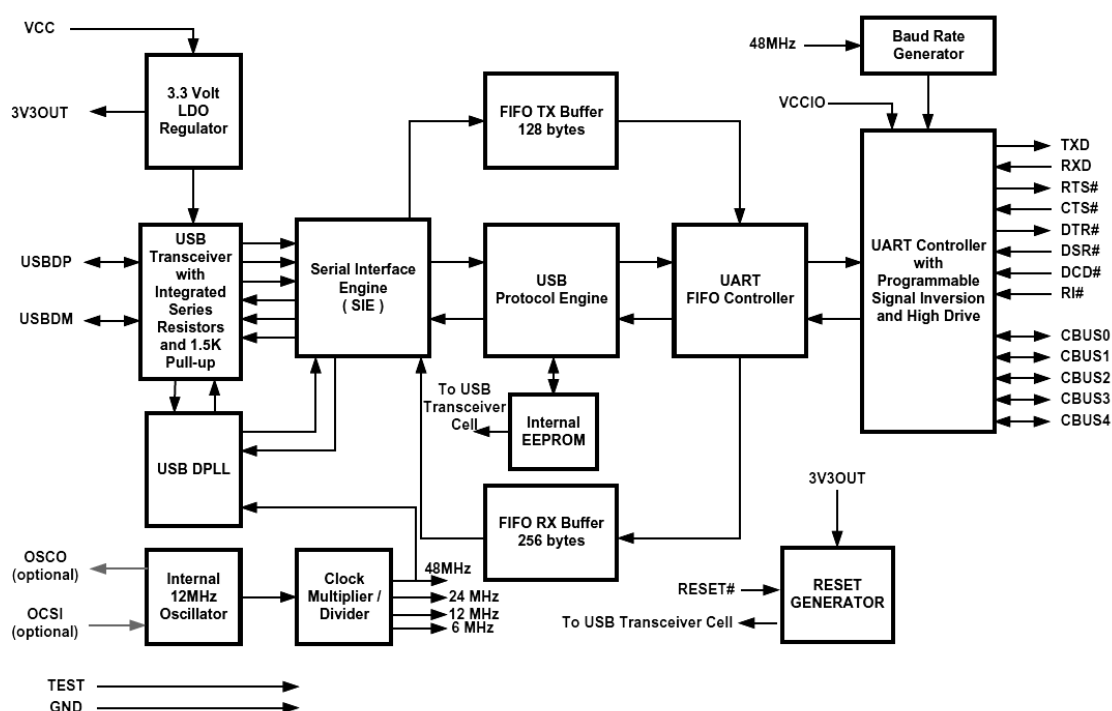 VCC
3V3OUT
3.3 Volt
LDO
Regulator
FIFO TX Buffer
128 bytes
48MHz
Baud Rate
Generator
VCCIO
USBDP
USBDM
USB
Transceiver
with
Integrated
Series
Resistors
and 1.5K
Pull-up
Serial Interface
Engine
( SIE )
USB
Protocol Engine
UART
FIFO Controller
UART Controller
with
Programmable
Signal Inversion
and High Drive
TXD
RXD
RTS#
CTS#
DTR#
DSR#
DCD#
RI#
CBUS0
CBUS1
CBUS2
CBUS3
CBUS4
USB DPLL
To USB
Transceiver
Cell
Internal
EEPROM
FIFO RX Buffer
256 bytes
3V3OUT
RESET#
RESET
GENERATOR
To USB Transceiver Cell
OSCO
(optional)
OCSI
(optional)
Internal
12MHz
Oscillator
Clock
Multiplier /
Divider
48MHz
24 MHz
12 MHz
6 MHz
TEST
GND